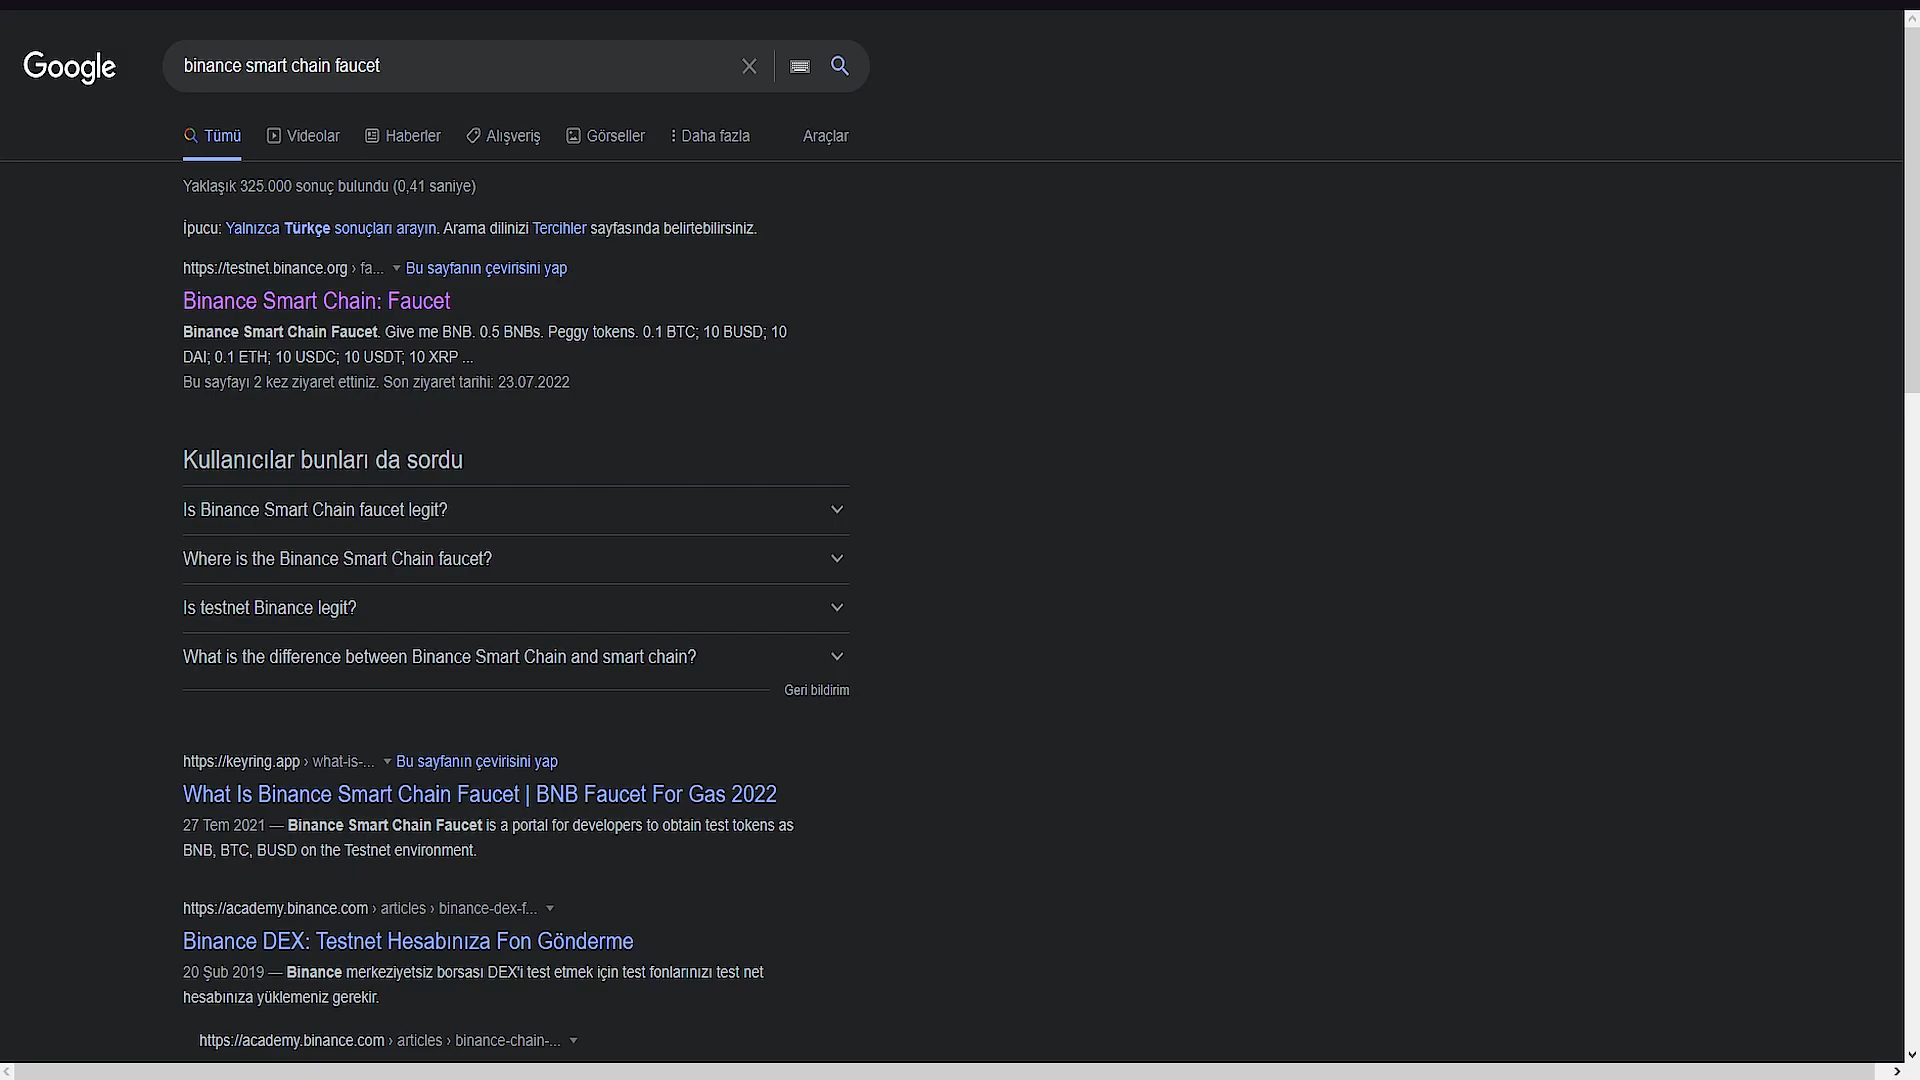 Google
binance smart chain faucet
Tümü Videolar Haberler Alışveriş Görseller Daha fazla Araçlar
Yaklaşık 325.000 sonuç bulundu (0,41 saniye)
İpucu: Yalnızca Türkçe sonuçları arayın. Arama dilinizi Tercihler sayfasında belirtebilirsiniz.
https://testnet.binance.org › fa... Bu sayfanın çevirisini yap
Binance Smart Chain: Faucet
Binance Smart Chain Faucet. Give me BNB. 0.5 BNBs. Peggy tokens. 0.1 BTC; 10 BUSD; 10
DAI; 0.1 ETH; 10 USDC; 10 USDT; 10 XRP ...
Bu sayfayı 2 kez ziyaret ettiniz. Son ziyaret tarihi: 23.07.2022
Kullanıcılar bunları da sordu
Is Binance Smart Chain faucet legit?
Where is the Binance Smart Chain faucet?
Is testnet Binance legit?
What is the difference between Binance Smart Chain and smart chain?
Geri bildirim
https://keyring.app › what-is-... Bu sayfanın çevirisini yap
What Is Binance Smart Chain Faucet | BNB Faucet For Gas 2022
27 Tem 2021 — Binance Smart Chain Faucet is a portal for developers to obtain test tokens as
BNB, BTC, BUSD on the Testnet environment.
https://academy.binance.com › articles › binance-dex-f...
Binance DEX: Testnet Hesabınıza Fon Gönderme
20 Şub 2019 — Binance merkeziyetsiz borsası DEX'i test etmek için test fonlarınızı test net
hesabınıza yüklemeniz gerekir.
https://academy.binance.com › articles › binance-chain-...